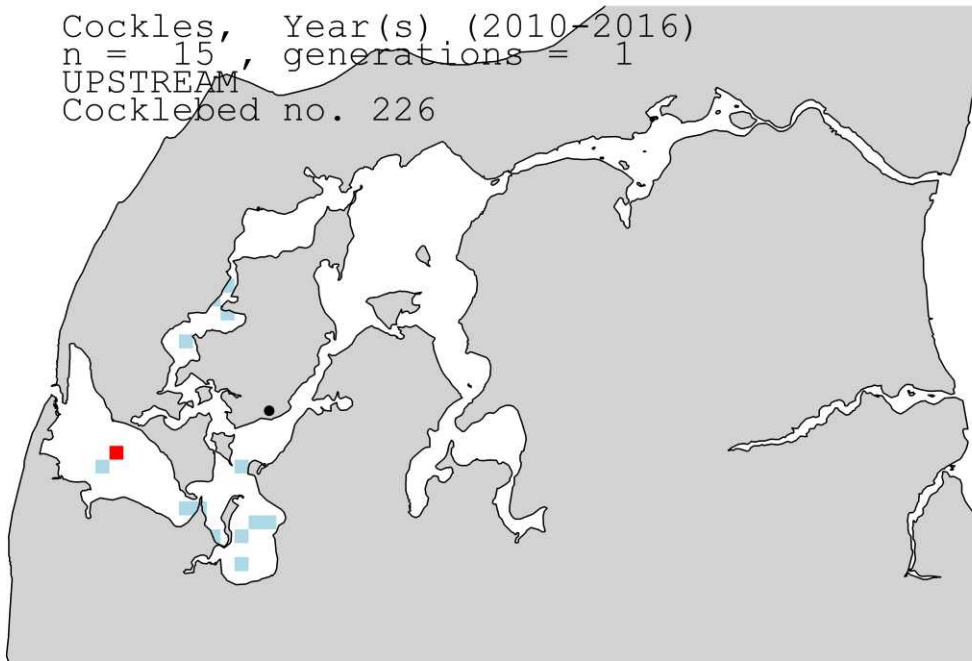 Cockles, Year(s) (2010-2016)
n = 15 , generations = 1
UPSTREAM
Cocklebed no. 226